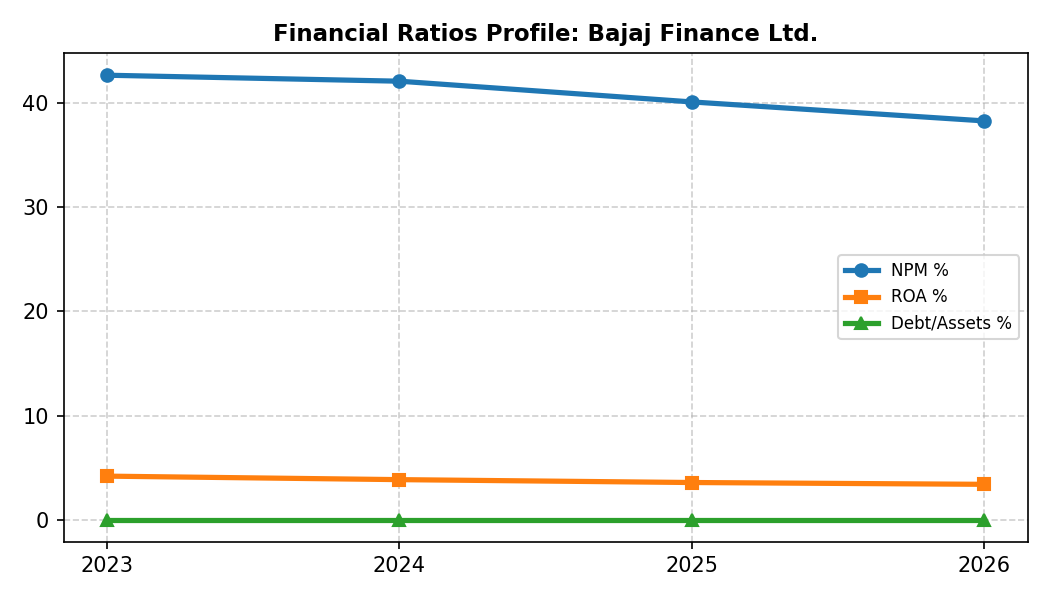 Financial Ratios Profile: Bajaj Finance Ltd.
40
30
20
10
0
NPM %
ROA %
Debt/Assets %
2023 2024 2025 2026